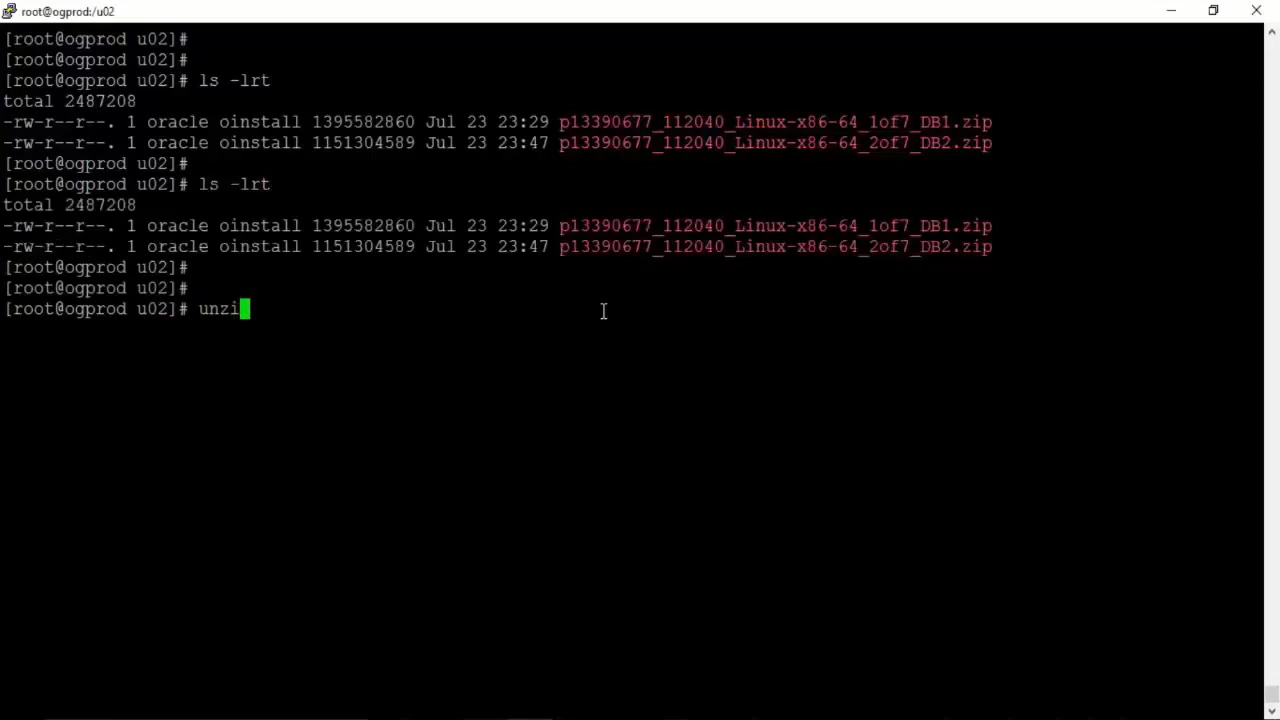 root@ogprod:/u02
[root@ogprod u02]#
[root@ogprod u02]#
[root@ogprod u02]# ls -lrt
total 2487208
-rw-r--r--. 1 oracle oinstall 1395582860 Jul 23 23:29 p13390677_112040_Linux-x86-64_1of7_DB1.zip
-rw-r--r--. 1 oracle oinstall 1151304589 Jul 23 23:47 p13390677_112040_Linux-x86-64_2of7_DB2.zip
[root@ogprod u02]#
[root@ogprod u02]# ls -lrt
total 2487208
-rw-r--r--. 1 oracle oinstall 1395582860 Jul 23 23:29 p13390677_112040_Linux-x86-64_1of7_DB1.zip
-rw-r--r--. 1 oracle oinstall 1151304589 Jul 23 23:47 p13390677_112040_Linux-x86-64_2of7_DB2.zip
[root@ogprod u02]#
[root@ogprod u02]#
[root@ogprod u02]# unzi